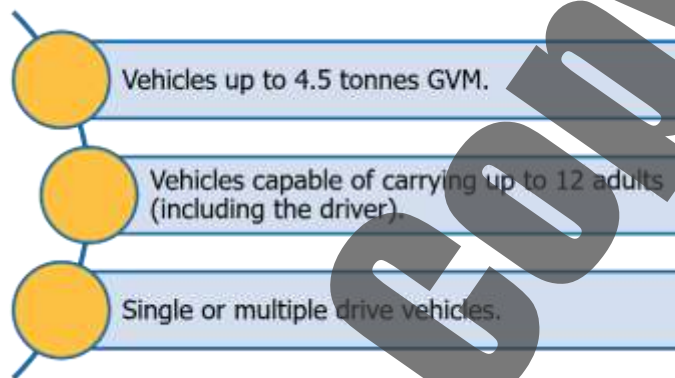 Vehicles up to 4.5 tonnes GVM.
Vehicles capable of carrying up to 12 adults
(including the driver).
Single or multiple drive vehicles.